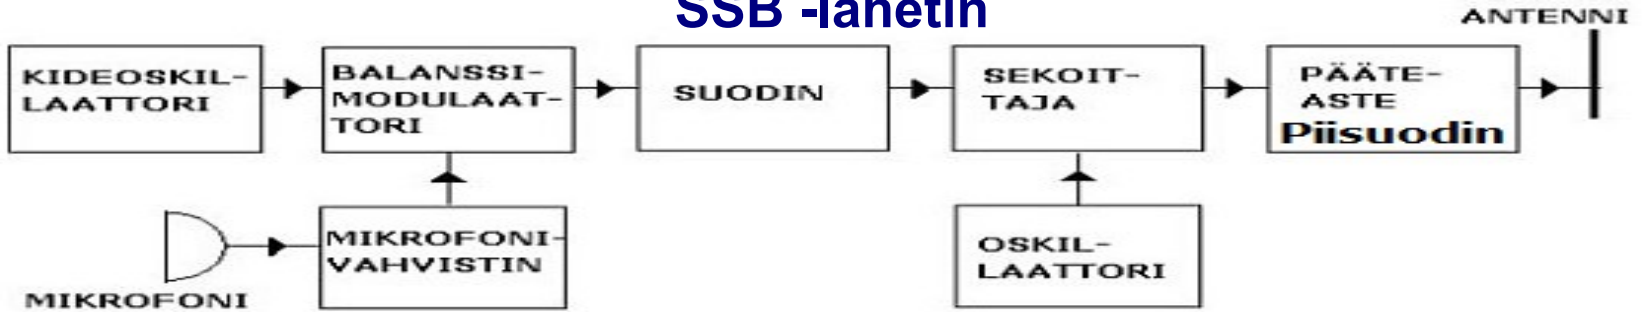 SSB -lähetin
ANTENNI
KIDEOSKIL-
LAATTORI
BALANSSI-
MODULAAT-
TORI
SUODIN
SEKOIT-
TAJA
PÄÄTE-
ASTE
Piisuodin
MIKROFONI
MIKROFONI-
VAHVISTIN
OSKIL-
LAATTORI